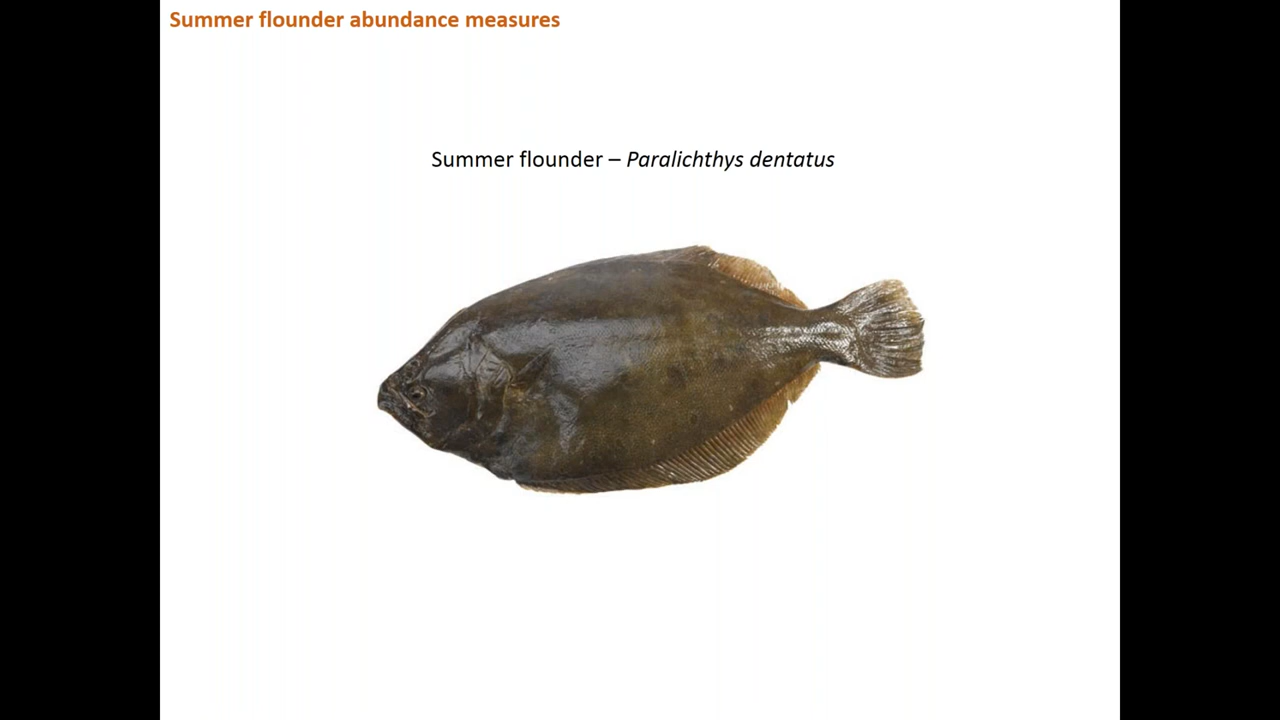 Summer flounder abundance measures
Summer flounder – Paralichthys dentatus